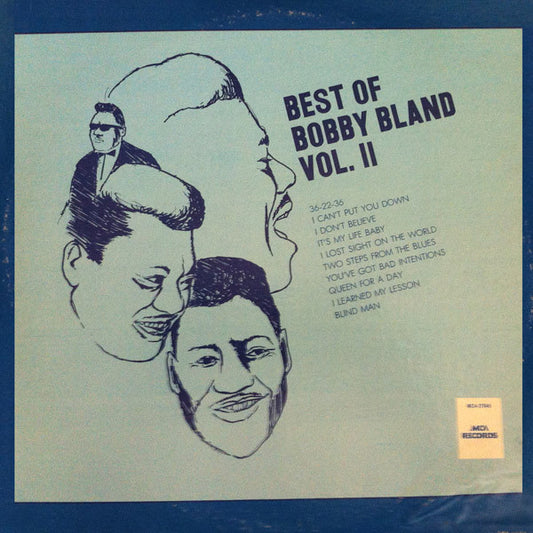 BEST OF
BOBBY BLAND
VOL. II
36-22-36
I CAN'T PUT YOU DOWN
I DON'T BELIEVE
IT'S MY LIFE BABY
I LOST SIGHT ON THE WORLD
TWO STEPS FROM THE BLUES
YOU'VE GOT BAD INTENTIONS
QUEEN FOR A DAY
I LEARNED MY LESSON
BLIND MAN
MCA
RECORDS